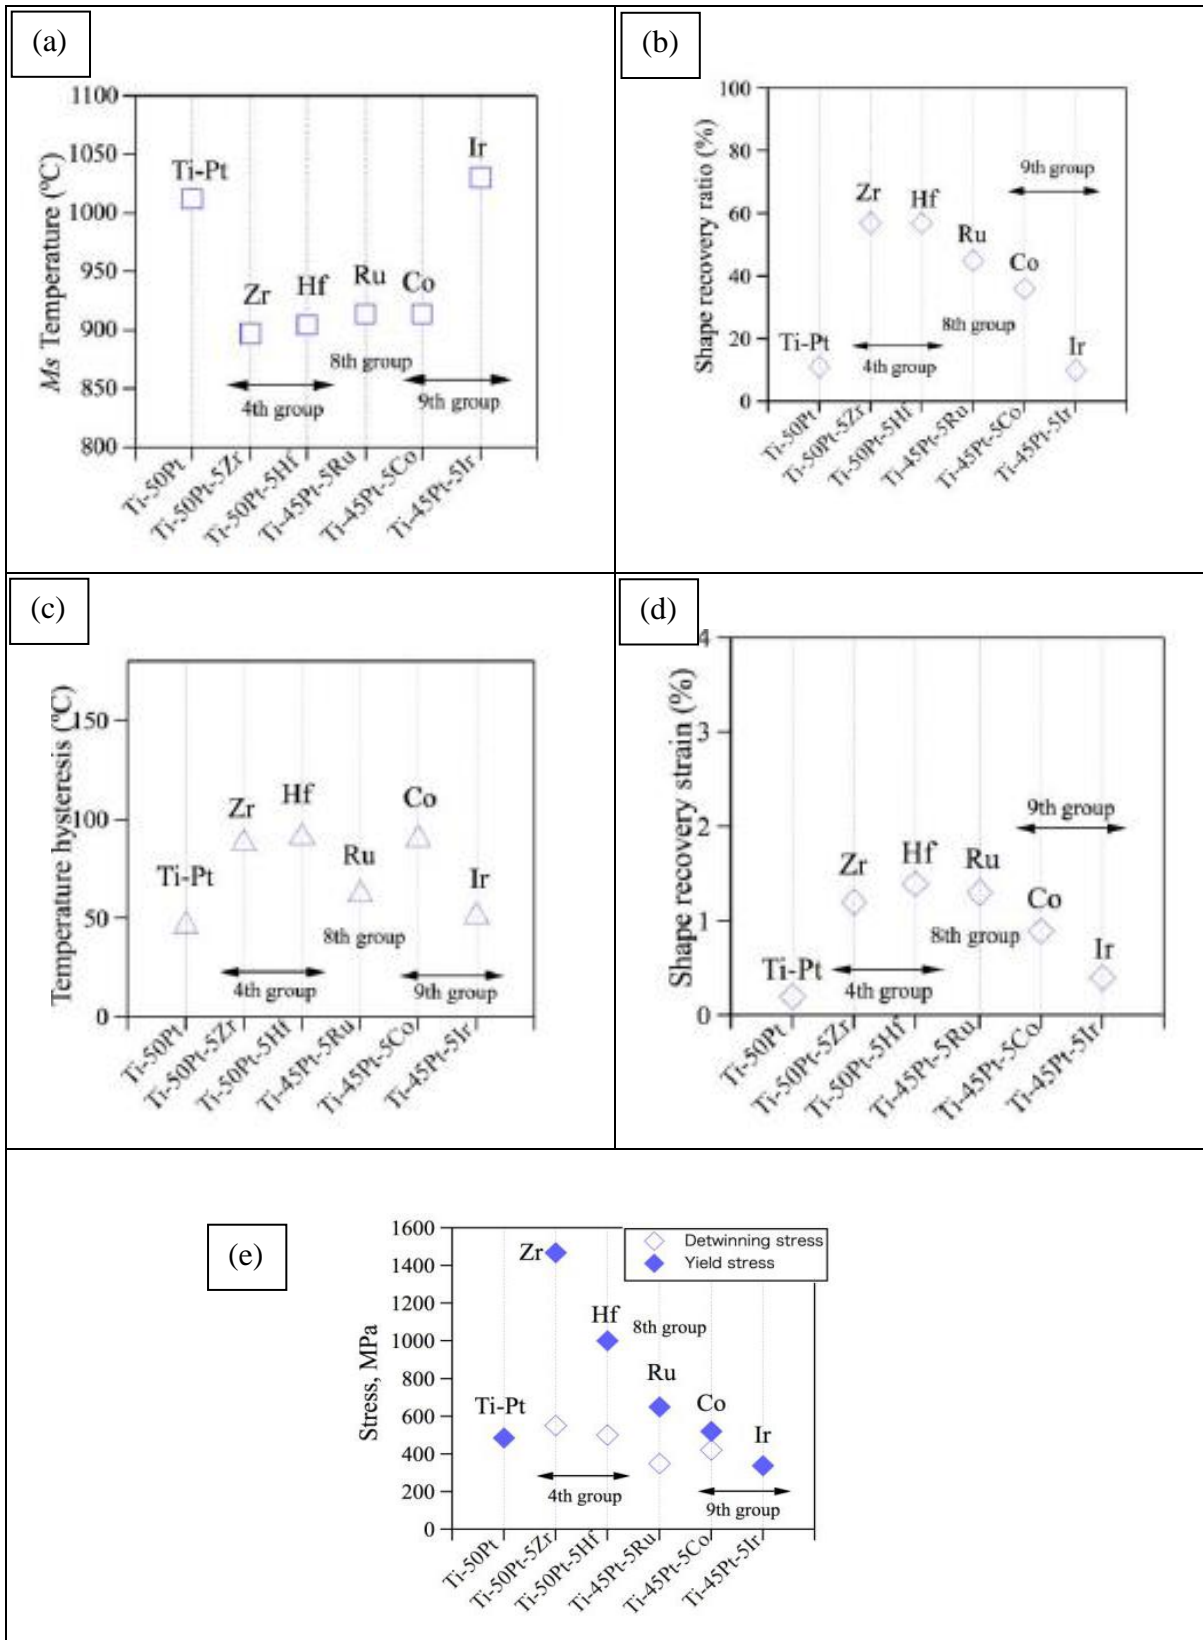 (a)
1100
1050
1000
950
900
850
800
Ms Temperature (ºC)
Ti-Pt
Zr
Hf
Ru
Co
Ir
8th group
4th group
9th group
Ti-50Pt
Ti-50Pt-5Zr
Ti-50Pt-5Hf
Ti-45Pt-5Ru
Ti-45Pt-5Co
Ti-45Pt-5Ir
(b)
100
80
60
40
20
0
Shape recovery ratio (%)
9th group
Zr
Hf
Ru
Co
8th group
Ti-Pt
4th group
Ir
Ti-50Pt
Ti-50Pt-5Zr
Ti-50Pt-5Hf
Ti-45Pt-5Ru
Ti-45Pt-5Co
Ti-45Pt-5Ir
(c)
150
100
50
0
Temperature hysteresis (ºC)
Zr
Hf
Co
Ti-Pt
Ru
Ir
8th group
4th group
9th group
Ti-50Pt
Ti-50Pt-5Zr
Ti-50Pt-5Hf
Ti-45Pt-5Ru
Ti-45Pt-5Co
Ti-45Pt-5Ir
(d)
4
3
2
1
0
Shape recovery strain (%)
9th group
Zr
Hf
Ru
Co
8th group
Ti-Pt
4th group
Ir
Ti-50Pt
Ti-50Pt-5Zr
Ti-50Pt-5Hf
Ti-45Pt-5Ru
Ti-45Pt-5Co
Ti-45Pt-5Ir
(e)
1600
1400
1200
1000
800
600
400
200
0
Stress, MPa
Detwinning stress
Yield stress
Zr
Hf
8th group
Ru
Ti-Pt
Co
Ir
4th group
9th group
Ti-50Pt
Ti-50Pt-5Zr
Ti-50Pt-5Hf
Ti-45Pt-5Ru
Ti-45Pt-5Co
Ti-45Pt-5Ir